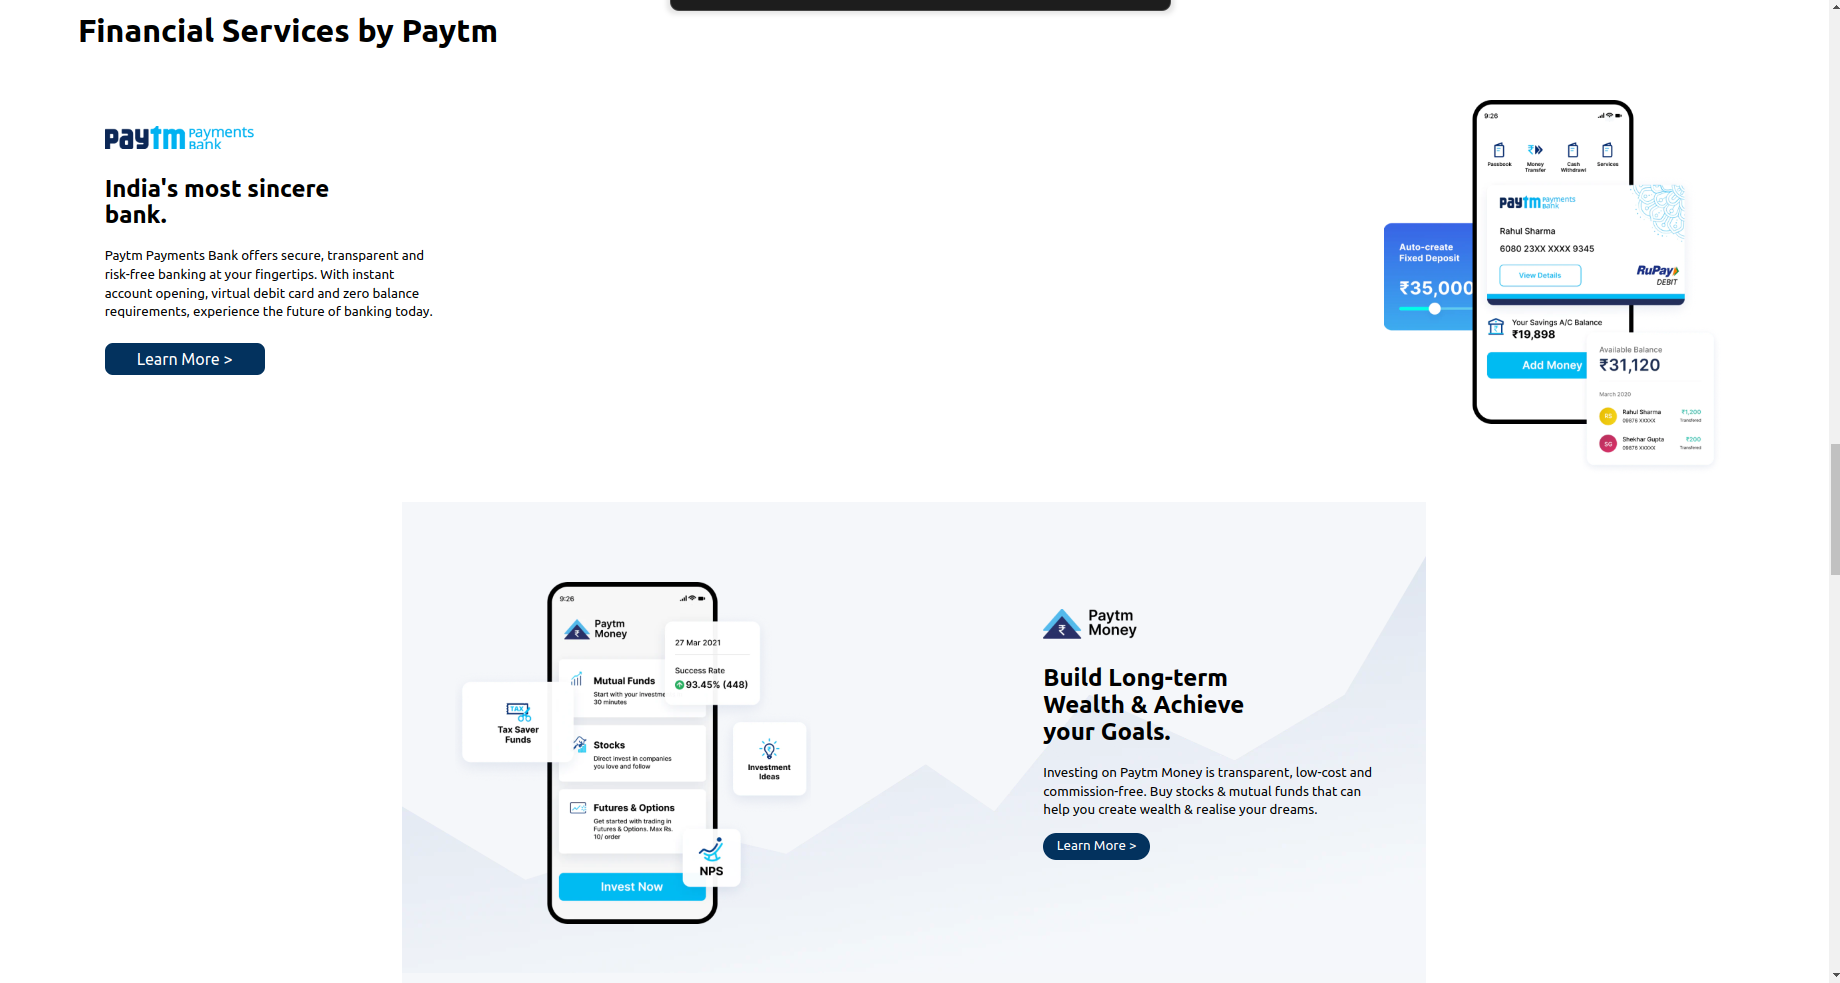 Financial Services by Paytm
paytm Payments Bank
India's most sincere
bank.
Paytm Payments Bank offers secure, transparent and
risk-free banking at your fingertips. With instant
account opening, virtual debit card and zero balance
requirements, experience the future of banking today.
Learn More >
9:26
Passbook
Money Transfer
Cash Withdrawl
Services
paytm Payments Bank
Rahul Sharma
6080 23XX XXXX 9345
View Details
RuPay
DEBIT
Auto-create
Fixed Deposit
₹35,000
Your Savings A/C Balance
₹19,898
Add Money
Available Balance
₹31,120
March 2020
RS Rahul Sharma ₹1,200
09876 XXXXX Transferred
SG Shekhar Gupta ₹200
09876 XXXXX Transferred
9:26
Paytm
Money
27 Mar 2021
Success Rate
93.45% (448)
Mutual Funds
Start with your investme
30 minutes
TAX
Tax Saver
Funds
Stocks
Direct invest in companies
you love and follow
Investment
Ideas
Futures & Options
Get started with trading in
Futures & Options. Max Rs.
10/ order
NPS
Invest Now
Paytm
Money
Build Long-term
Wealth & Achieve
your Goals.
Investing on Paytm Money is transparent, low-cost and
commission-free. Buy stocks & mutual funds that can
help you create wealth & realise your dreams.
Learn More >